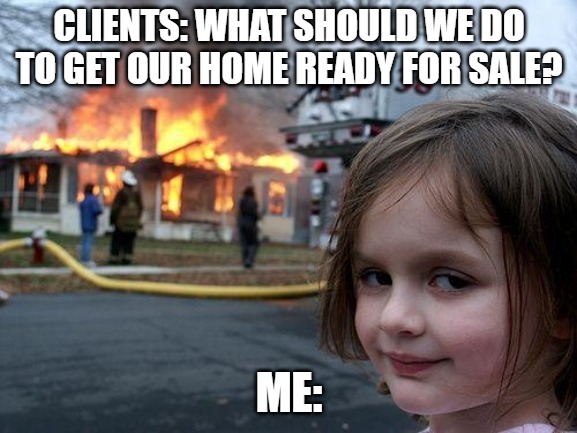 CLIENTS: WHAT SHOULD WE DO
TO GET OUR HOME READY FOR SALE?
ME: